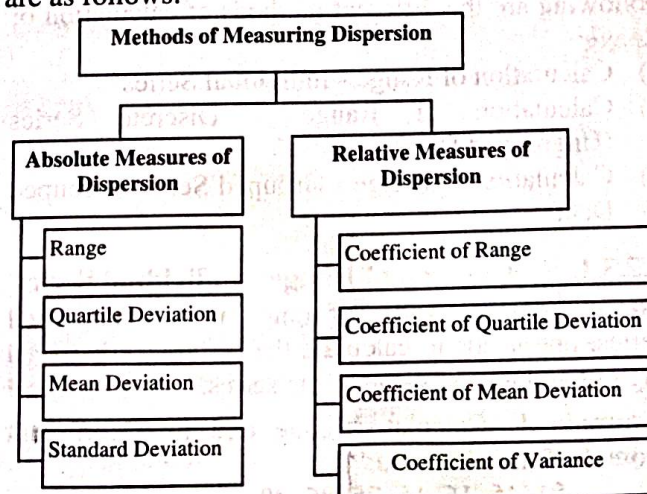 are as follows:
Methods of Measuring Dispersion
Absolute Measures of
Dispersion
Relative Measures of
Dispersion
Range
Quartile Deviation
Mean Deviation
Standard Deviation
Coefficient of Range
Coefficient of Quartile Deviation
Coefficient of Mean Deviation
Coefficient of Variance